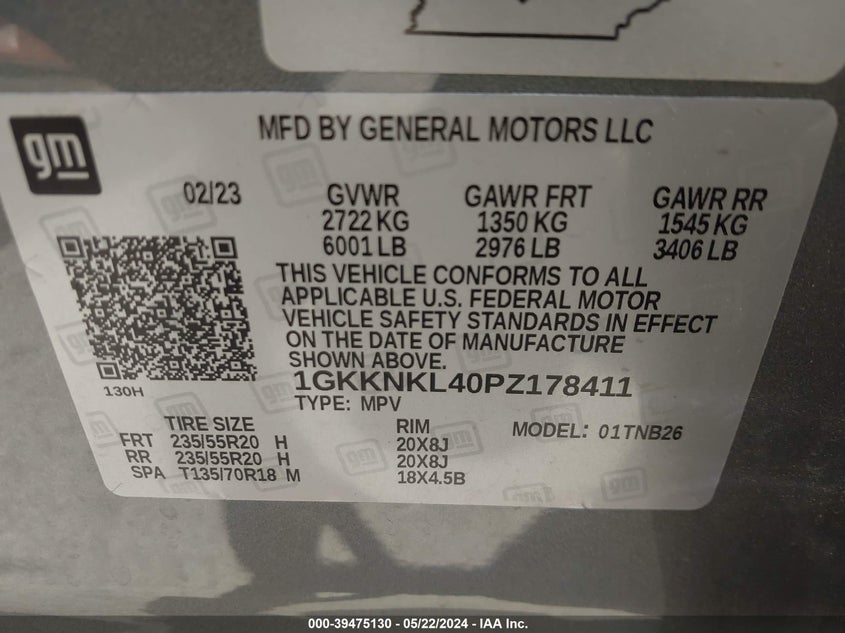 gm
MFD BY GENERAL MOTORS LLC
02/23 GVWR GAWR FRT GAWR RR
2722 KG 1350 KG 1545 KG
6001 LB 2976 LB 3406 LB
THIS VEHICLE CONFORMS TO ALL
APPLICABLE U.S. FEDERAL MOTOR
VEHICLE SAFETY STANDARDS IN EFFECT
ON THE DATE OF MANUFACTURE
SHOWN ABOVE.
130H
1GKKNKL40PZ178411
TYPE: MPV
TIRE SIZE RIM MODEL: 01TNB26
FRT 235/55R20 H 20X8J
RR 235/55R20 H 20X8J
SPA T135/70R18 M 18X4.5B
000-39475130 - 05/22/2024 - IAA Inc.